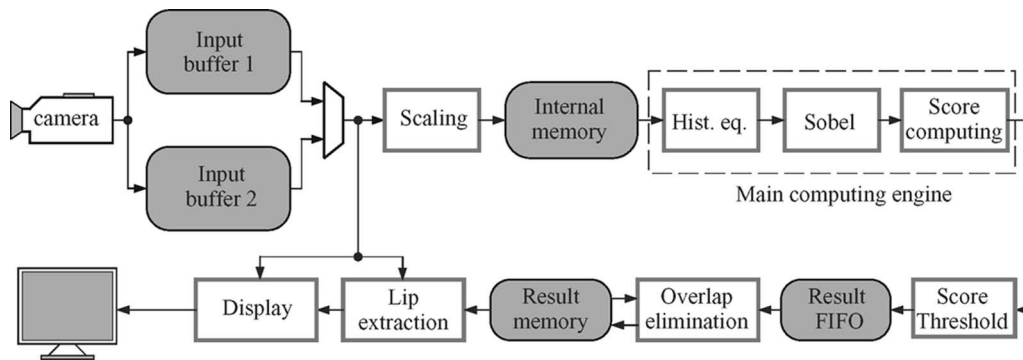 Input
buffer 1
camera
Input
buffer 2
Scaling
Internal
memory
Hist. eq.
Sobel
Score
computing
Main computing engine
Display
Lip
extraction
Result
memory
Overlap
elimination
Result
FIFO
Score
Threshold